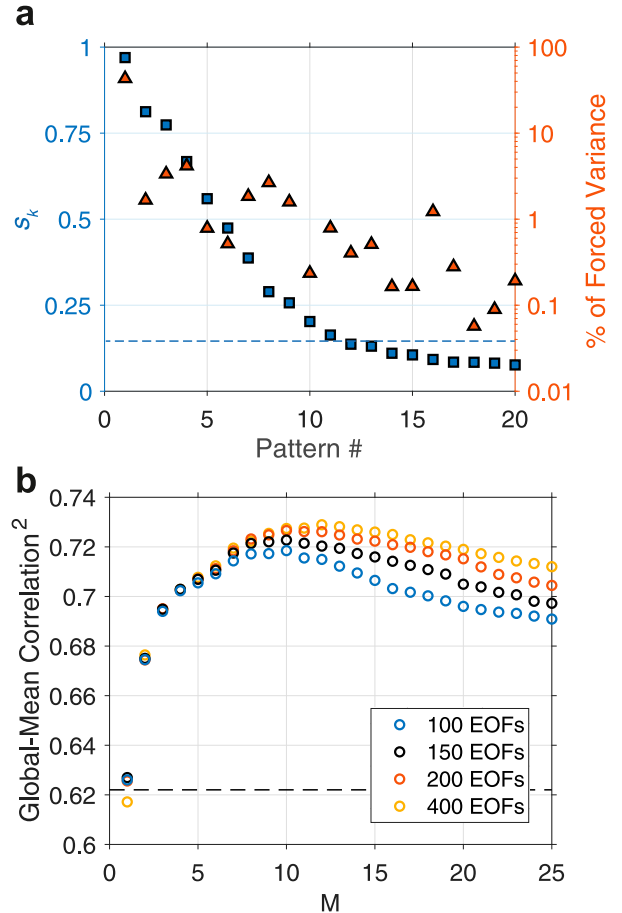 a
1
0.75
0.5
0.25
0
s_k
100
10
1
0.1
0.01
% of Forced Variance
0 5 10 15 20
Pattern #
b
0.74
0.72
0.7
0.68
0.66
0.64
0.62
0.6
Global-Mean Correlation²
100 EOFs
150 EOFs
200 EOFs
400 EOFs
0 5 10 15 20 25
M